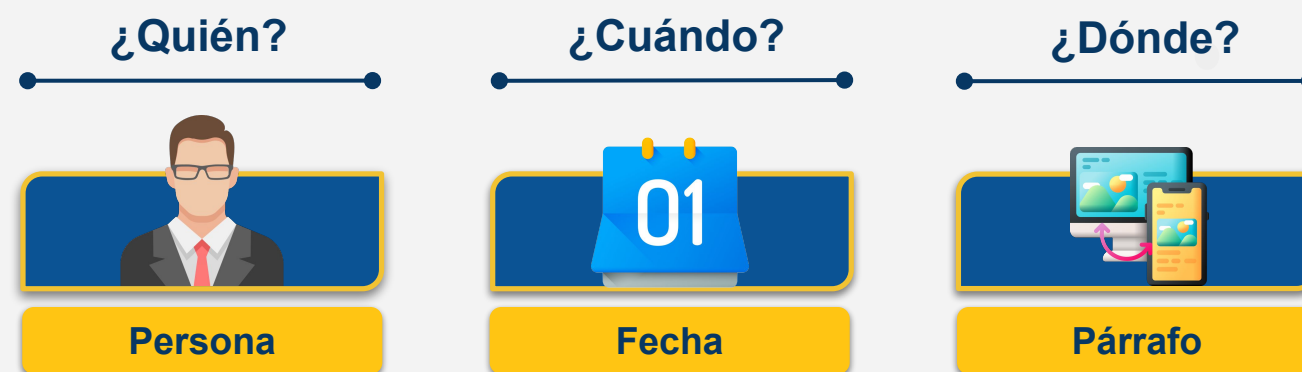 ¿Quién?
¿Cuándo?
¿Dónde?
01
Persona
Fecha
Párrafo